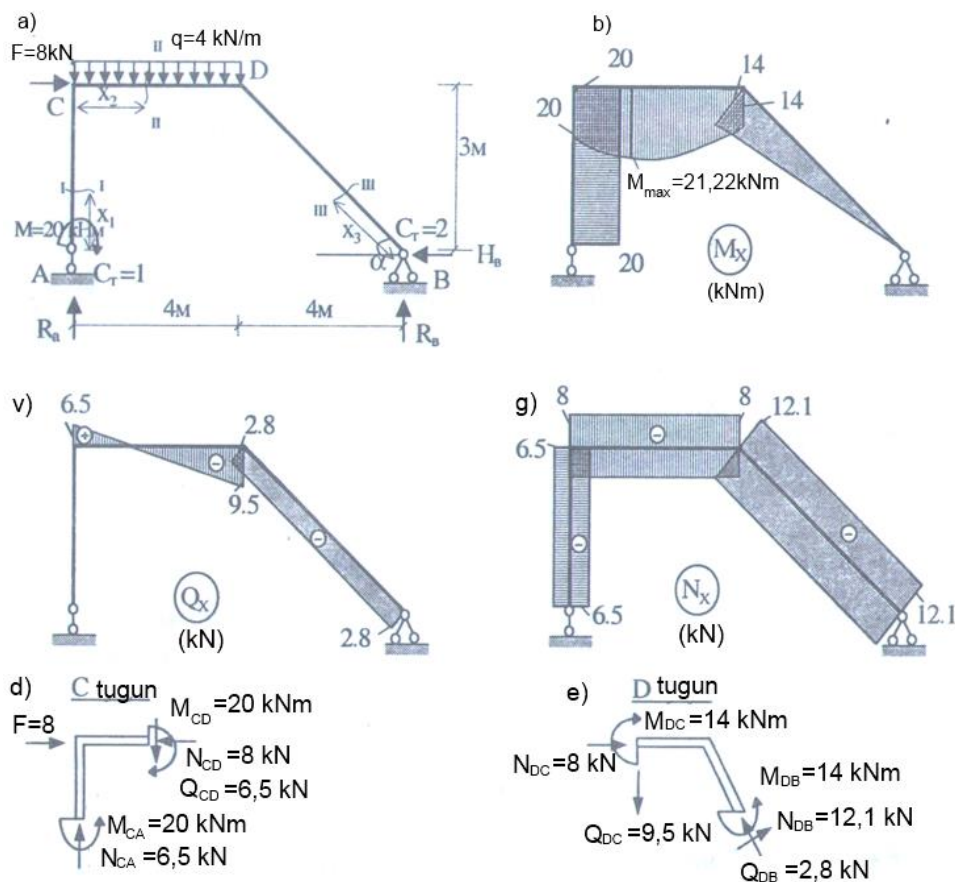 a)
F=8kN
II q=4 kN/m
D
C
X₂
II
3м
I I
X₁
M=20 кНм
III
III
X₃
Cт=2
α
Hв
A Cт=1
B
4м 4м
Rв
Rв
b)
20
14
20
14
Mmax=21,22kNm
Mx
(kNm)
20
v)
6.5
+
2.8
-
9.5
-
Qx
(kN)
2.8
g)
8
8
12.1
-
6.5
-
-
Nx
(kN)
6.5
12.1
d)
C tugun
F=8
MCD=20 kNm
NCD=8 kN
QCD=6,5 kN
MCA=20 kNm
NCA=6,5 kN
e)
D tugun
MDC=14 kNm
NDC=8 kN
MDB=14 kNm
NDB=12,1 kN
QDC=9,5 kN
QDB=2,8 kN